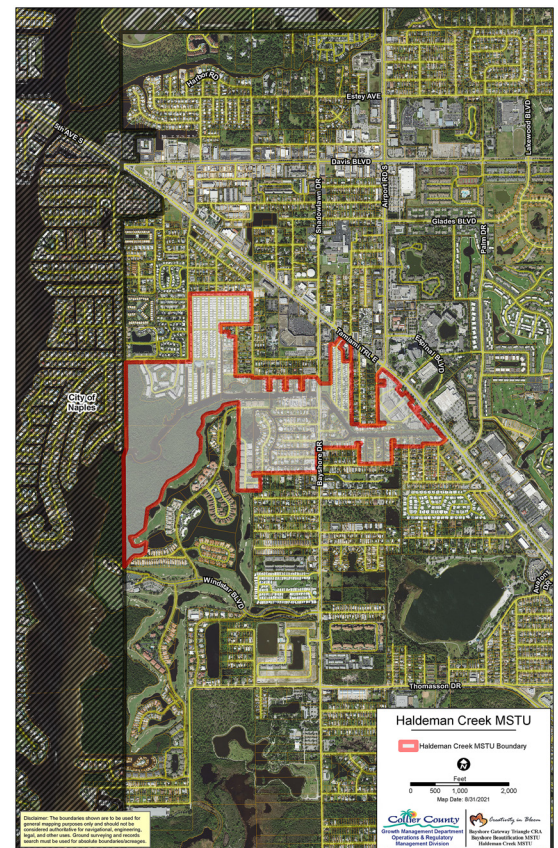 Harbor RD
Estey AVE
5th AVE S
Lakewood BLVD
Davis BLVD
Shadowlawn DR
Airport RD S
Glades BLVD
Palm DR
Tamiami TRL E
Espinal BLVD
City of
Naples
Bayshore DR
Windstar BLVD
Avalon DR
Thomasson DR
Haldeman Creek MSTU
Haldeman Creek MSTU Boundary
N
Feet
0 500 1,000 2,000
Map Date: 8/31/2021
Collier County
Growth Management Department
Operations & Regulatory
Management Division
Creativity in Bloom
Bayshore Gateway Triangle CRA
Bayshore Beautification MSTU
Haldeman Creek MSTU
Disclaimer: The boundaries shown are to be used for
general mapping purposes only and should not be
considered authoritative for navigational, engineering,
legal, and other uses. Ground surveying and records
search must be used for absolute boundaries/acreages.